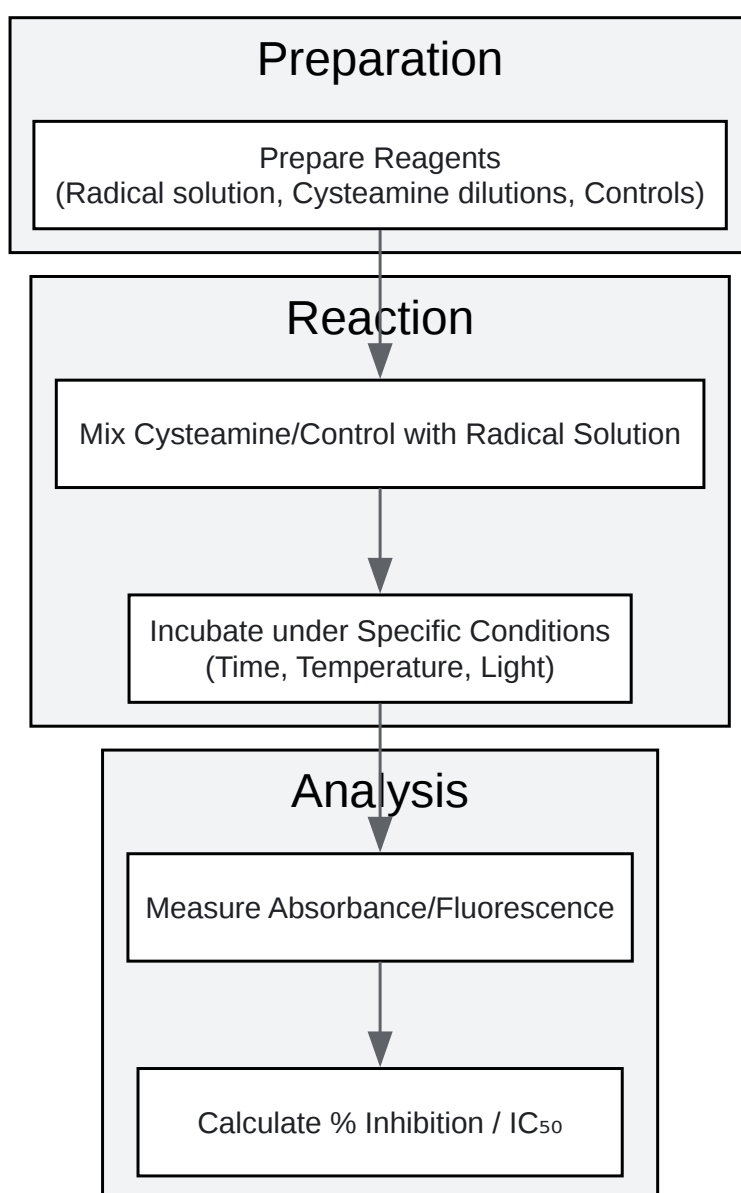 Preparation
Prepare Reagents
(Radical solution, Cysteamine dilutions, Controls)
Reaction
Mix Cysteamine/Control with Radical Solution
Incubate under Specific Conditions
(Time, Temperature, Light)
Analysis
Measure Absorbance/Fluorescence
Calculate % Inhibition / IC₅₀